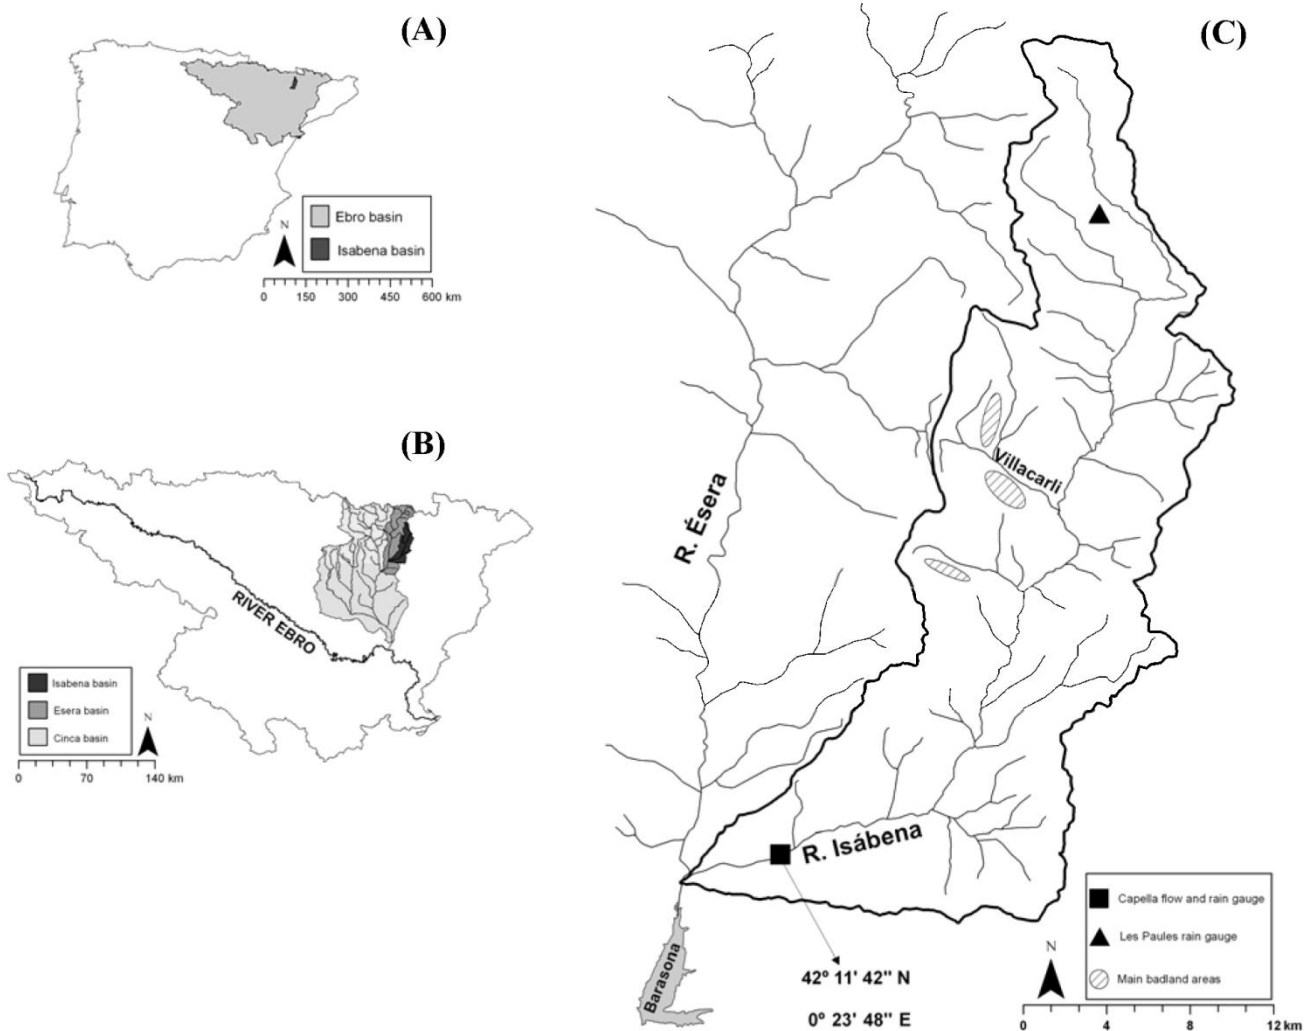 (A)
N
Ebro basin
Isabena basin
0 150 300 450 600 km
(B)
RIVER EBRO
Isabena basin
Esera basin
Cinca basin
N
0 70 140 km
(C)
Villacarli
R. Ésera
R. Isábena
Barasona
42º 11' 42" N
0º 23' 48" E
Capella flow and rain gauge
Les Paules rain gauge
Main badland areas
N
0 4 8 12 km